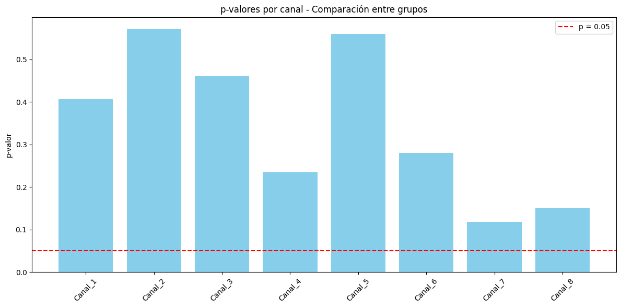 p-valores por canal - Comparación entre grupos
p = 0.05
p-valor
0.5
0.4
0.3
0.2
0.1
0.0
Canal_1
Canal_2
Canal_3
Canal_4
Canal_5
Canal_6
Canal_7
Canal_8